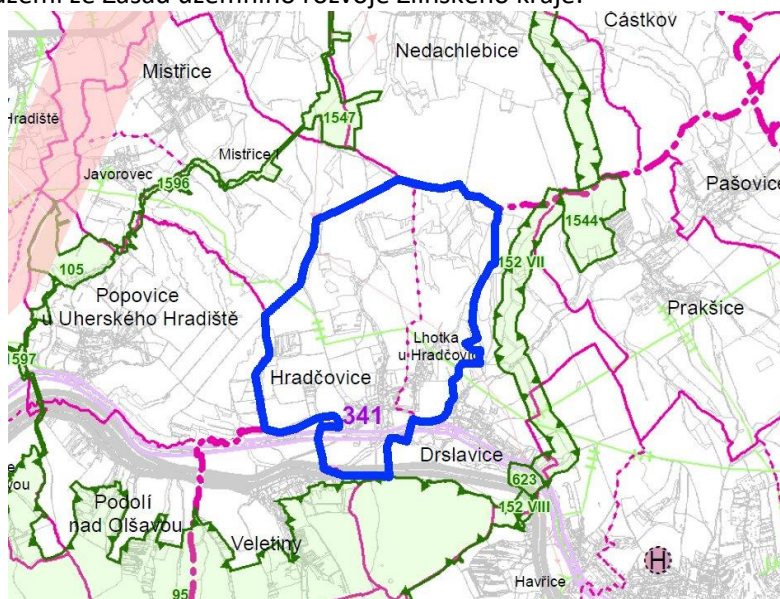 území ze Zásad územního rozvoje Zlínského kraje.
Částkov
Nedachlebice
Mistřice
Hradiště
1547
Mistřice I
Javorovec
1596
Pašovice
1544
105
152 VII
Popovice
u Uherského Hradiště
Prakšice
Lhotka
u Hradčovic
1597
Hradčovice
341
Drslavice
623
Podolí
nad Olšavou
152 VIII
Veletiny
H
Havřice
95